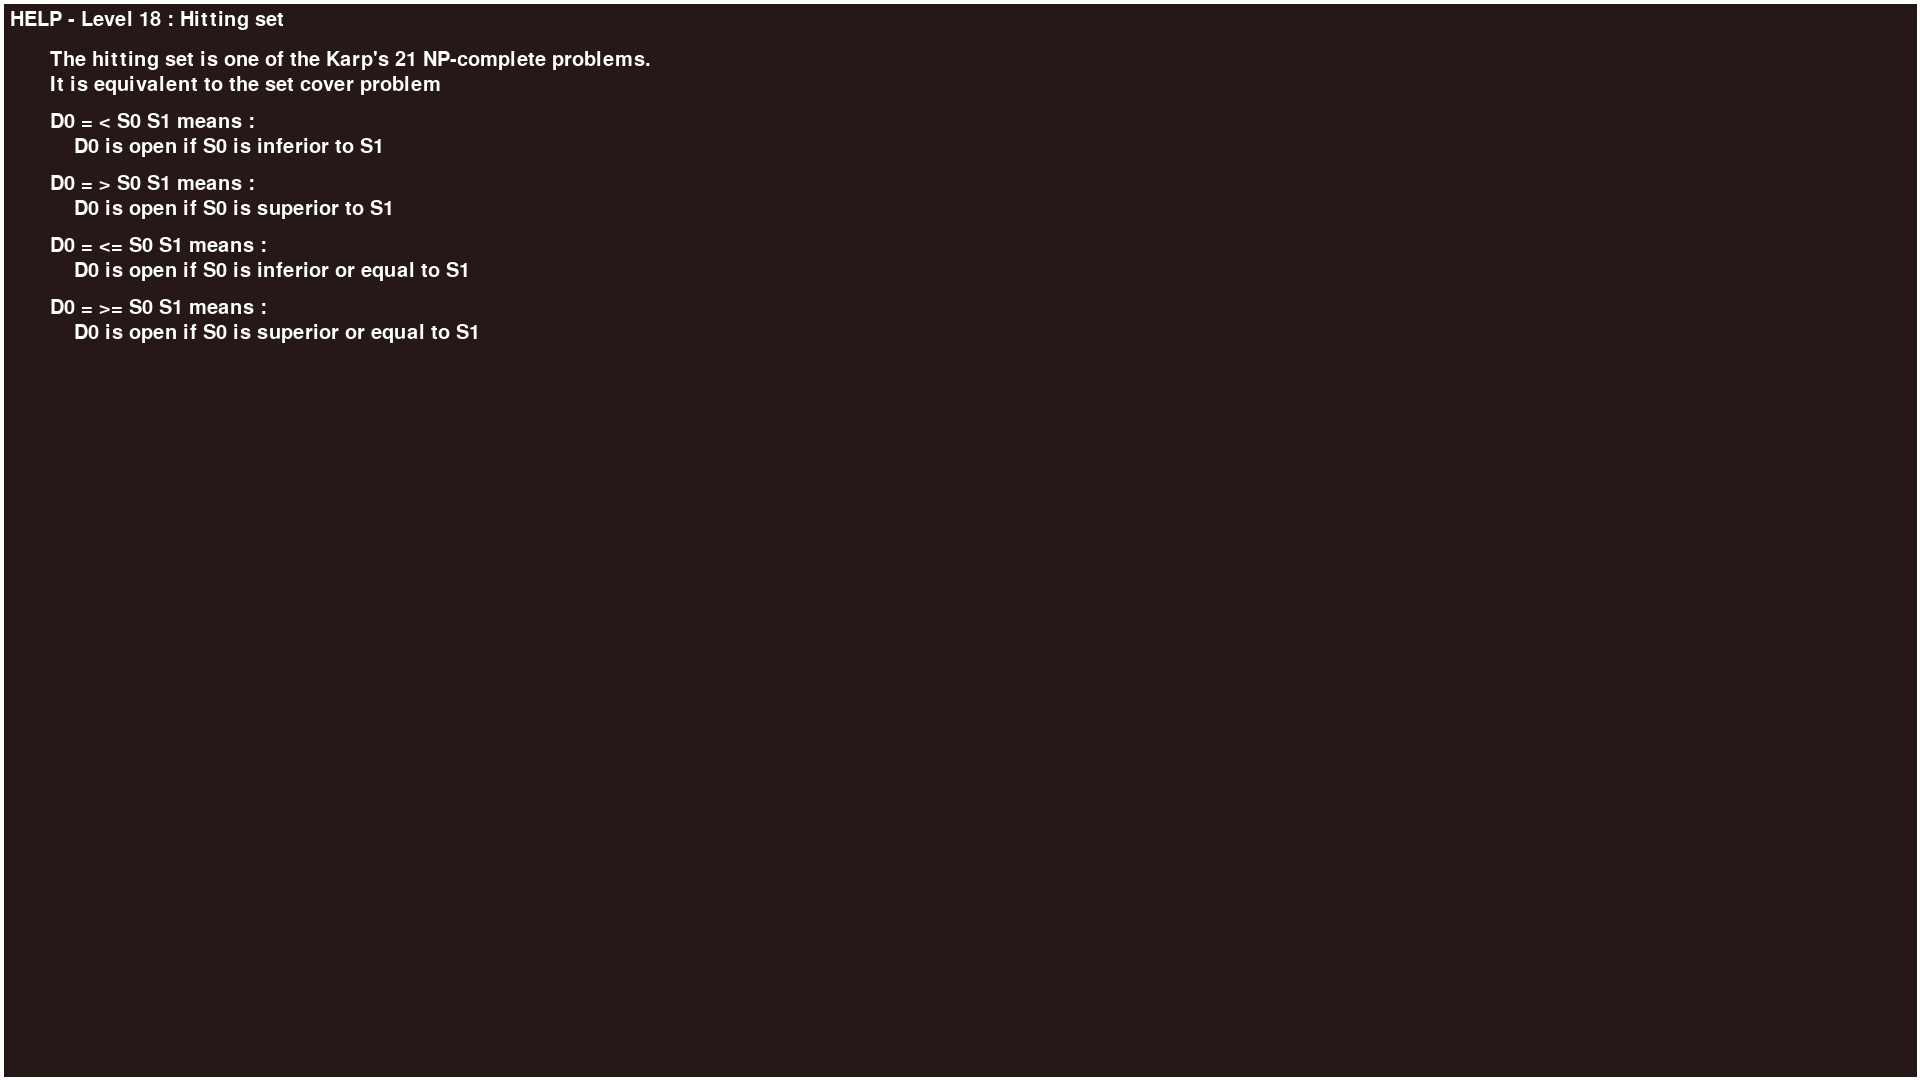 HELP - Level 18 : Hitting set
The hitting set is one of the Karp's 21 NP-complete problems.
It is equivalent to the set cover problem
D0 = < S0 S1 means :
D0 is open if S0 is inferior to S1
D0 = > S0 S1 means :
D0 is open if S0 is superior to S1
D0 = <= S0 S1 means :
D0 is open if S0 is inferior or equal to S1
D0 = >= S0 S1 means :
D0 is open if S0 is superior or equal to S1